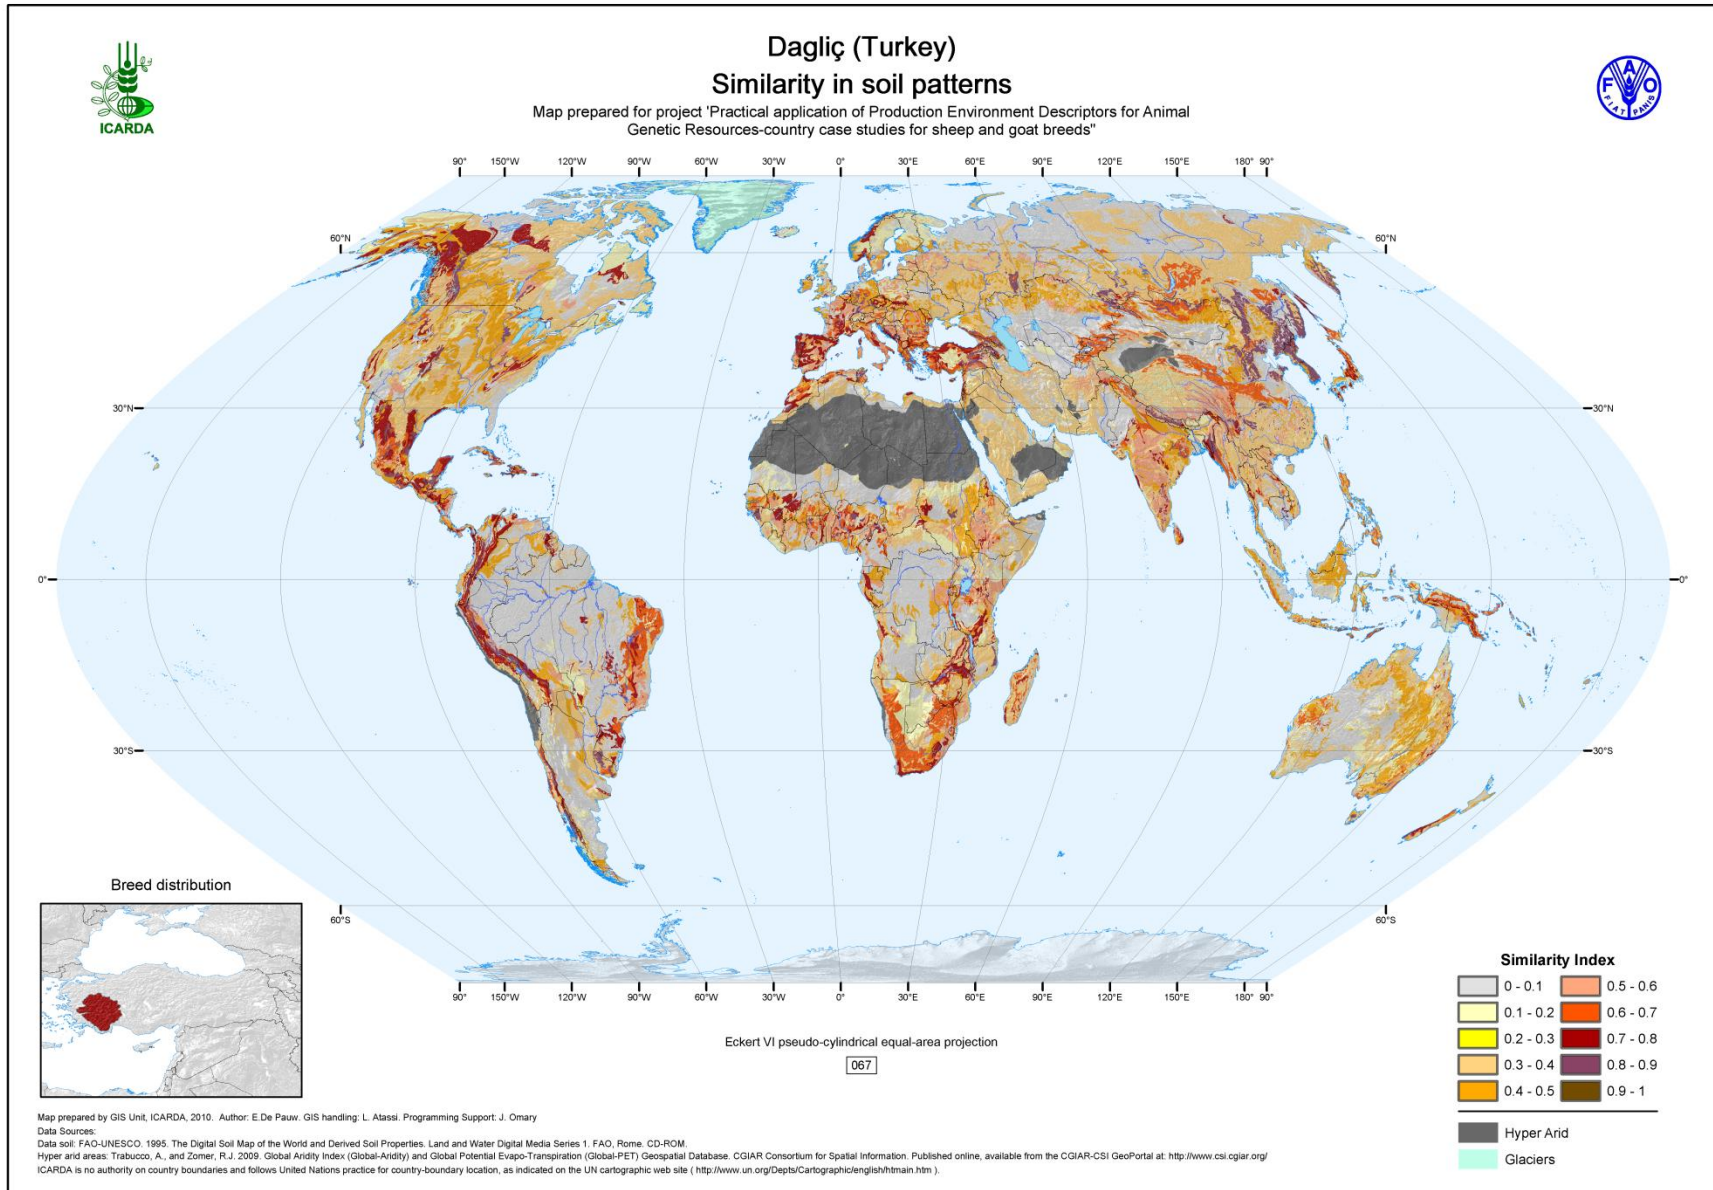 Dagliç (Turkey)
Similarity in soil patterns
Map prepared for project 'Practical application of Production Environment Descriptors for Animal
Genetic Resources-country case studies for sheep and goat breeds"
ICARDA
F A O
FIAT PANIS
90° 150°W 120°W 90°W 60°W 30°W 0° 30°E 60°E 90°E 120°E 150°E 180° 90°
60°N 60°N
30°N 30°N
0° 0°
30°S 30°S
60°S 60°S
90° 150°W 120°W 90°W 60°W 30°W 0° 30°E 60°E 90°E 120°E 150°E 180° 90°
Breed distribution
Eckert VI pseudo-cylindrical equal-area projection
067
Similarity Index
0 - 0.1 0.5 - 0.6
0.1 - 0.2 0.6 - 0.7
0.2 - 0.3 0.7 - 0.8
0.3 - 0.4 0.8 - 0.9
0.4 - 0.5 0.9 - 1
Hyper Arid
Glaciers
Map prepared by GIS Unit, ICARDA, 2010. Author: E.De Pauw. GIS handling: L. Atassi. Programming Support: J. Omary
Data Sources:
Data soil: FAO-UNESCO. 1995. The Digital Soil Map of the World and Derived Soil Properties. Land and Water Digital Media Series 1. FAO, Rome. CD-ROM.
Hyper arid areas: Trabucco, A., and Zomer, R.J. 2009. Global Aridity Index (Global-Aridity) and Global Potential Evapo-Transpiration (Global-PET) Geospatial Database. CGIAR Consortium for Spatial Information. Published online, available from the CGIAR-CSI GeoPortal at: http://www.csi.cgiar.org/
ICARDA is no authority on country boundaries and follows United Nations practice for country-boundary location, as indicated on the UN cartographic web site ( http://www.un.org/Depts/Cartographic/english/htmain.htm ).